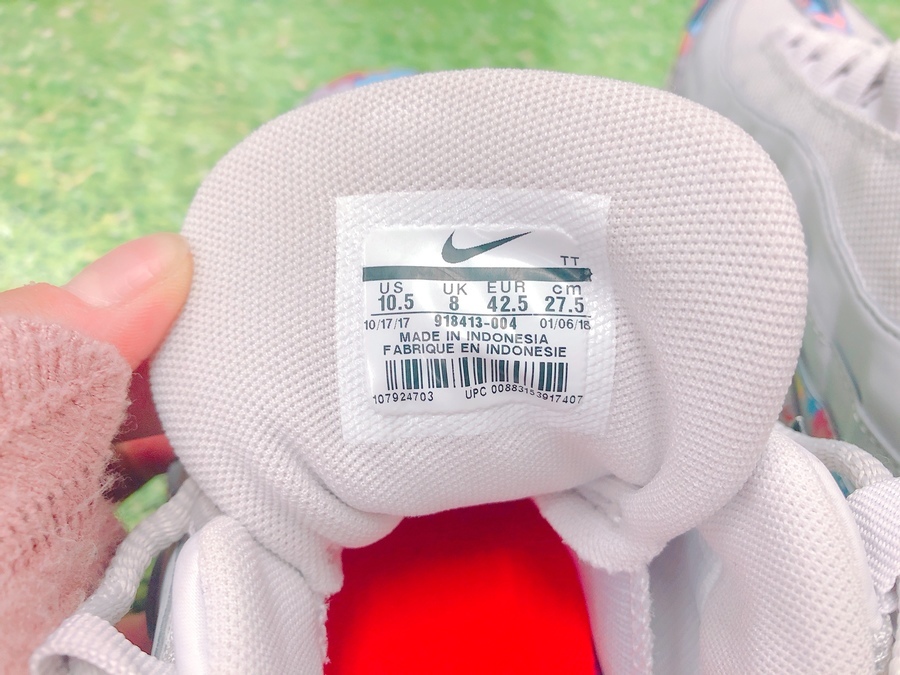 TT
US UK EUR cm
10.5 8 42.5 27.5
10/17/17 918413-004 01/06/18
MADE IN INDONESIA
FABRIQUE EN INDONESIE
107924703 UPC 00883153917407